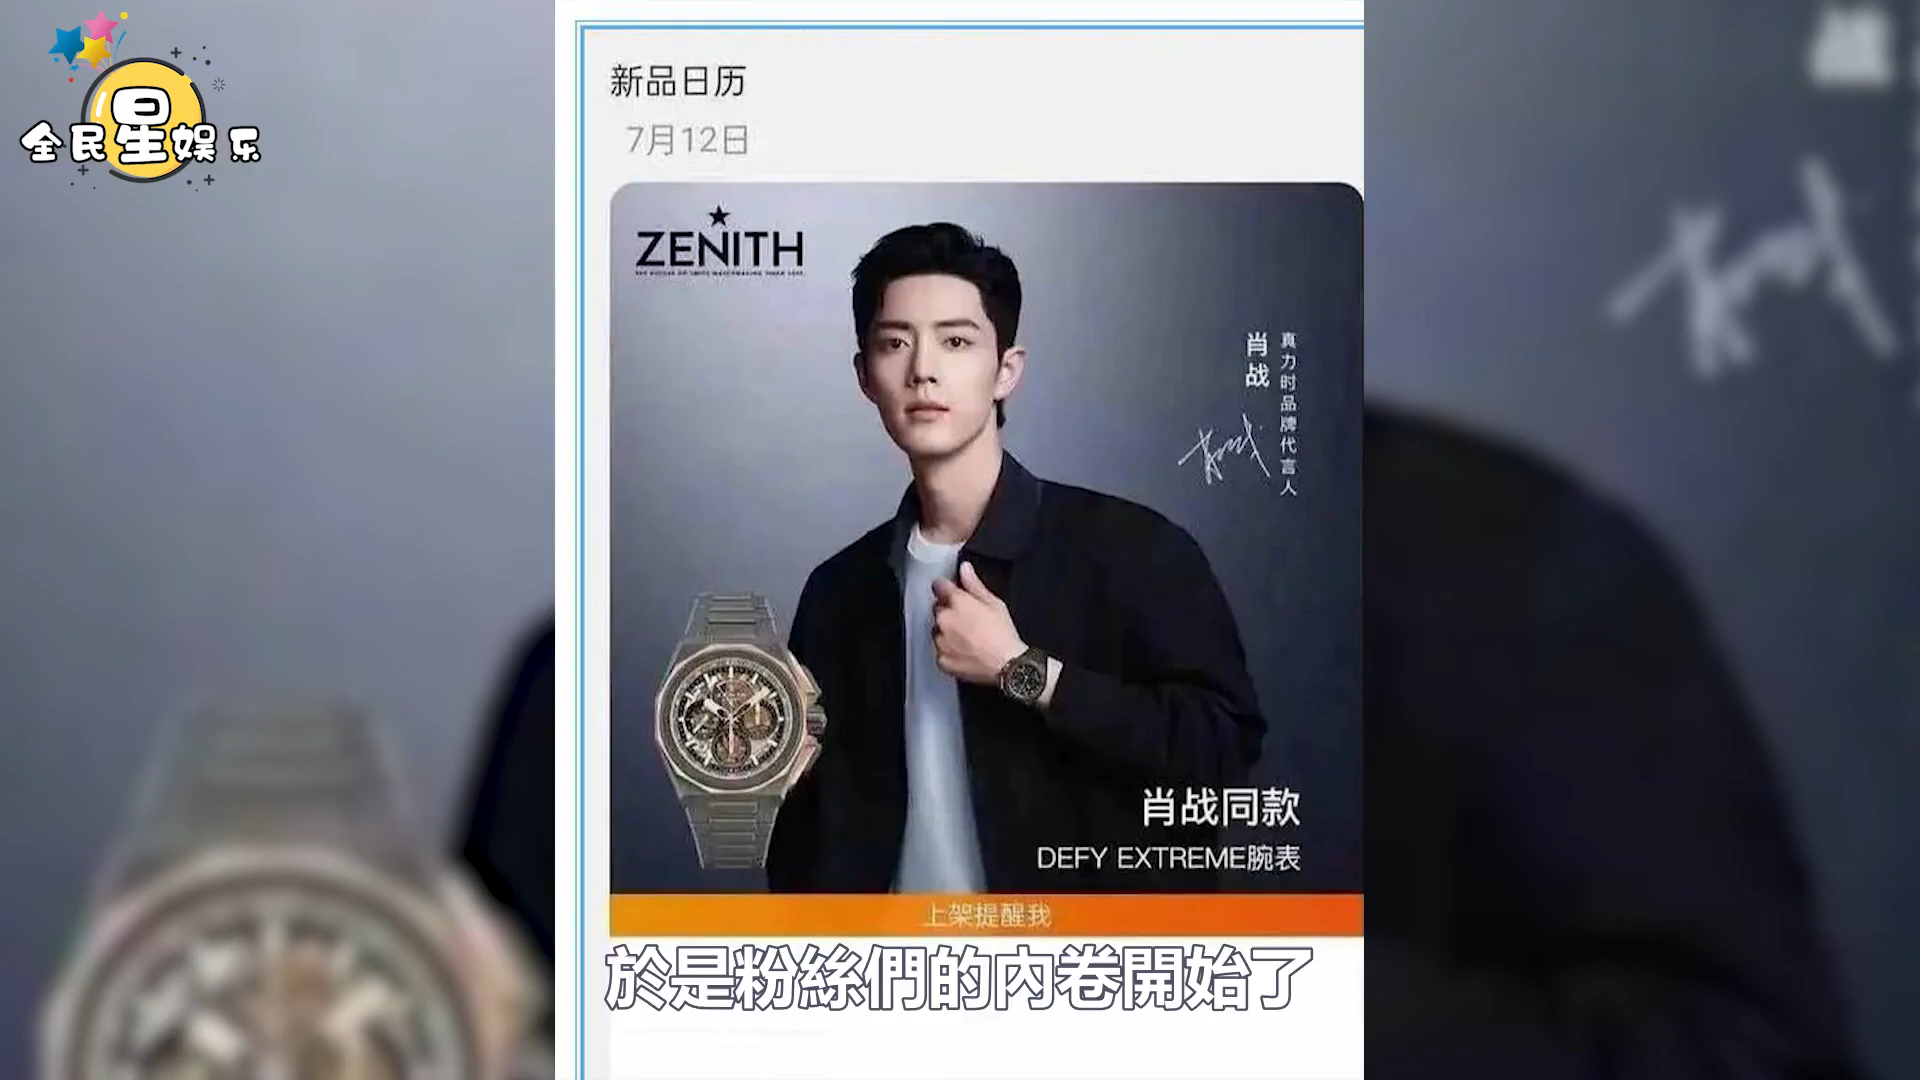 全民星娱乐
新品日历
7月12日
ZENITH
肖战
真力时品牌代言人
肖战同款
DEFY EXTREME腕表
上架提醒我
於是粉絲們的內卷開始了
战